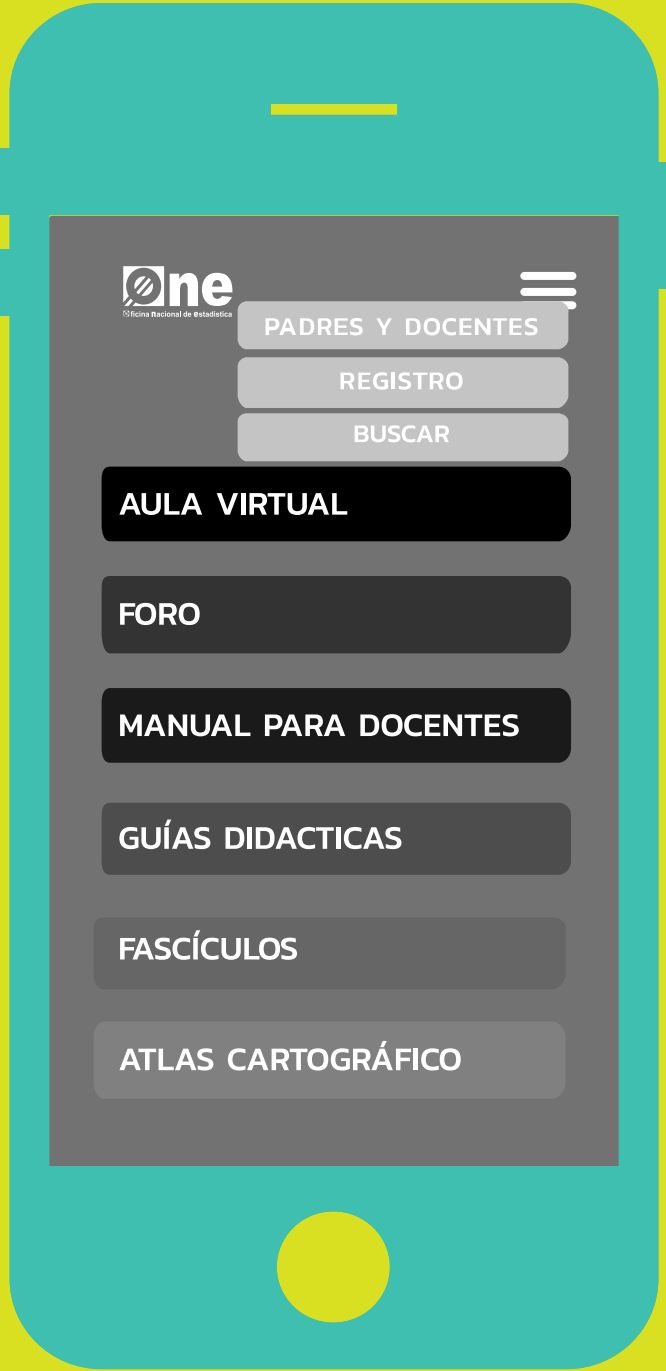 One
Oficina Nacional de estadística
PADRES Y DOCENTES
REGISTRO
BUSCAR
AULA VIRTUAL
FORO
MANUAL PARA DOCENTES
GUÍAS DIDACTICAS
FASCÍCULOS
ATLAS CARTOGRÁFICO